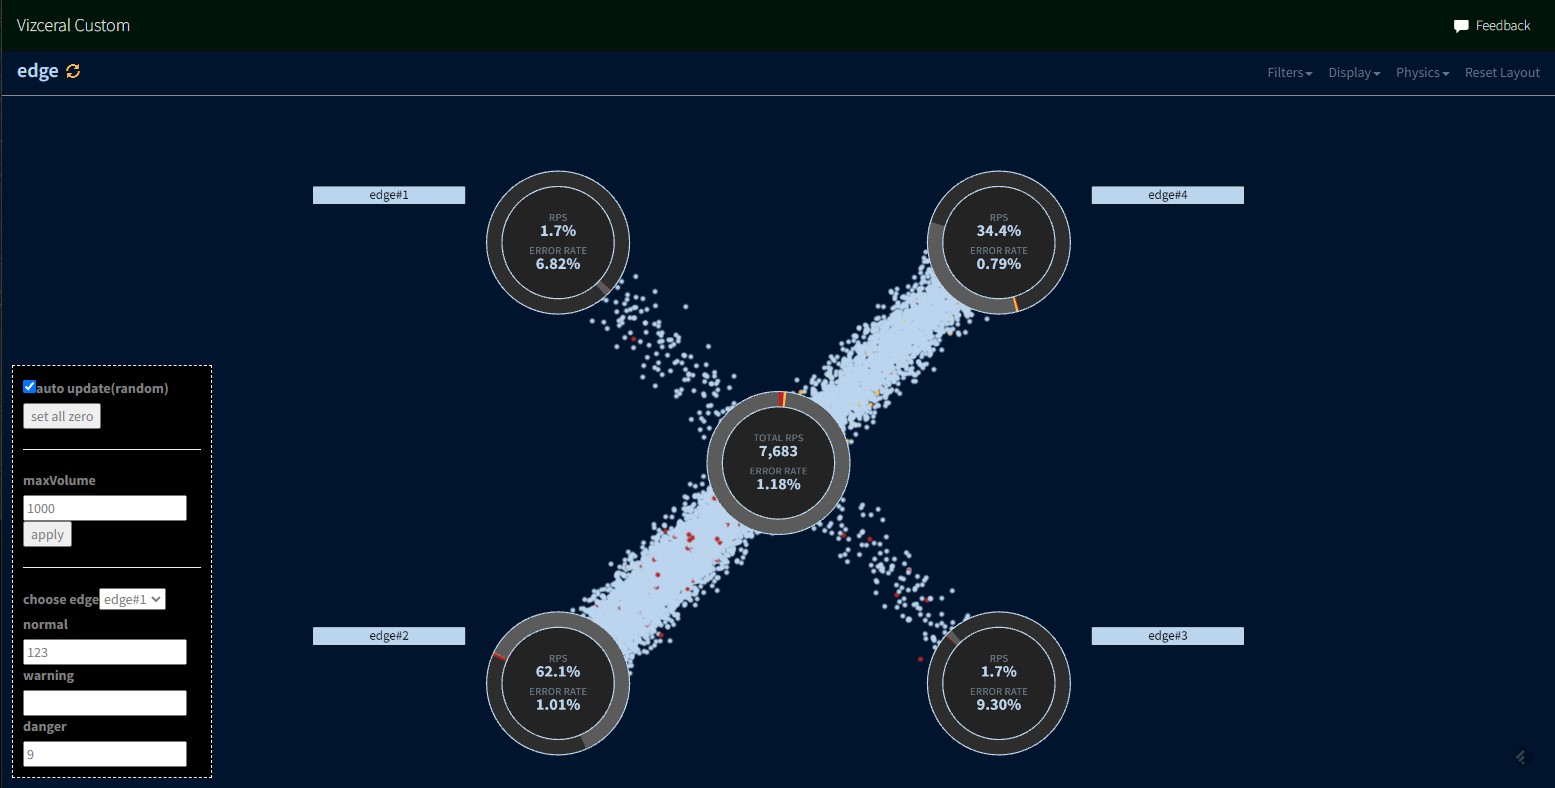 Vizceral Custom
Feedback
edge
Filters Display Physics Reset Layout
edge#1
RPS
1.7%
ERROR RATE
6.82%
RPS
34.4%
ERROR RATE
0.79%
edge#4
auto update(random)
set all zero
maxVolume
1000
apply
choose edge edge#1
normal
123
warning
danger
9
TOTAL RPS
7,683
ERROR RATE
1.18%
edge#2
RPS
62.1%
ERROR RATE
1.01%
RPS
1.7%
ERROR RATE
9.30%
edge#3